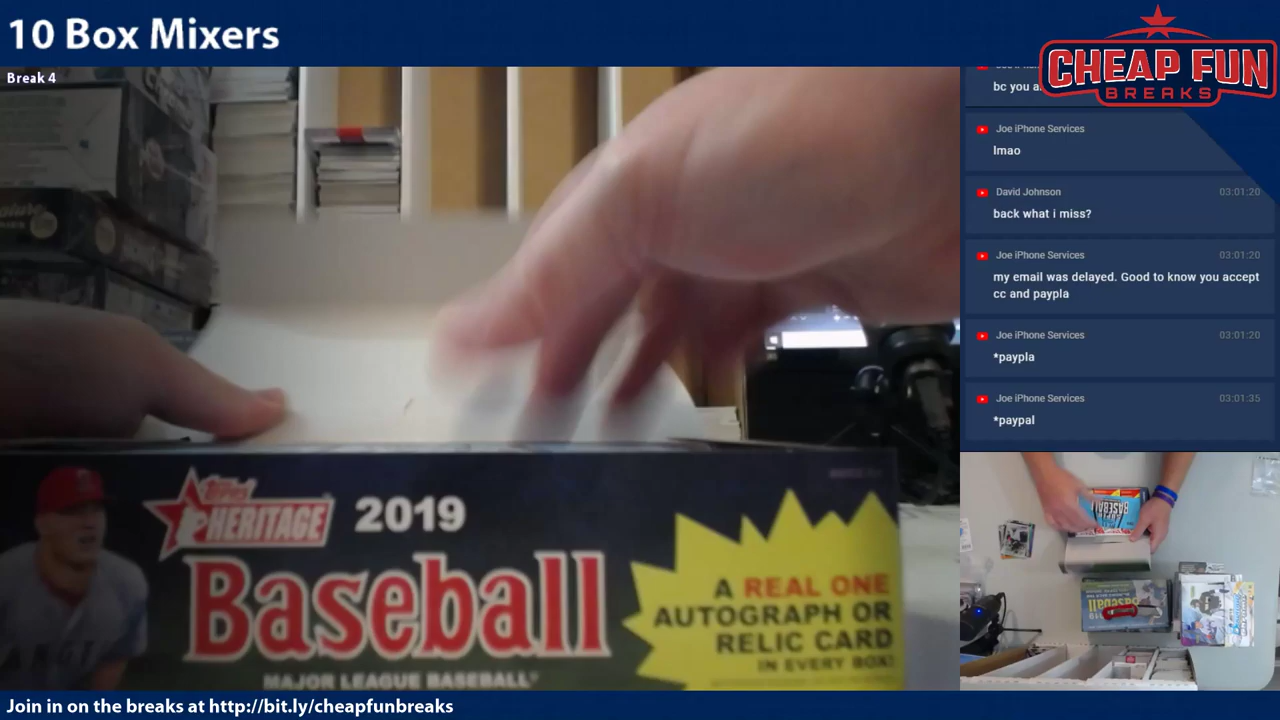 10 Box Mixers
Break 4
CHEAP FUN
BREAKS
bc you a
Joe iPhone Services
lmao
David Johnson 03:01:20
back what i miss?
Joe iPhone Services 03:01:20
my email was delayed. Good to know you accept
cc and paypla
Joe iPhone Services 03:01:20
*paypla
Joe iPhone Services 03:01:35
*paypal
Topps
HERITAGE 2019
Baseball
MAJOR LEAGUE BASEBALL
A REAL ONE
AUTOGRAPH OR
RELIC CARD
IN EVERY BOX!
BASEBALL
Baseball
Join in on the breaks at http://bit.ly/cheapfunbreaks